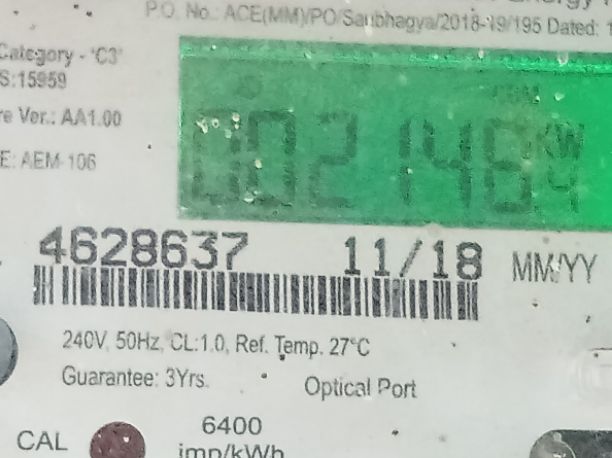 P.O. No.: ACE(MM)/PO/Saubhagya/2018-19/195 Dated:
Category - 'C3'
S:15959
re Ver.: AA1.00
E: AEM-106
002148
4628637 11/18 MM/YY
240V, 50Hz, CL:1.0, Ref. Temp. 27°C
Guarantee: 3Yrs.
Optical Port
CAL
6400
imp/kWh